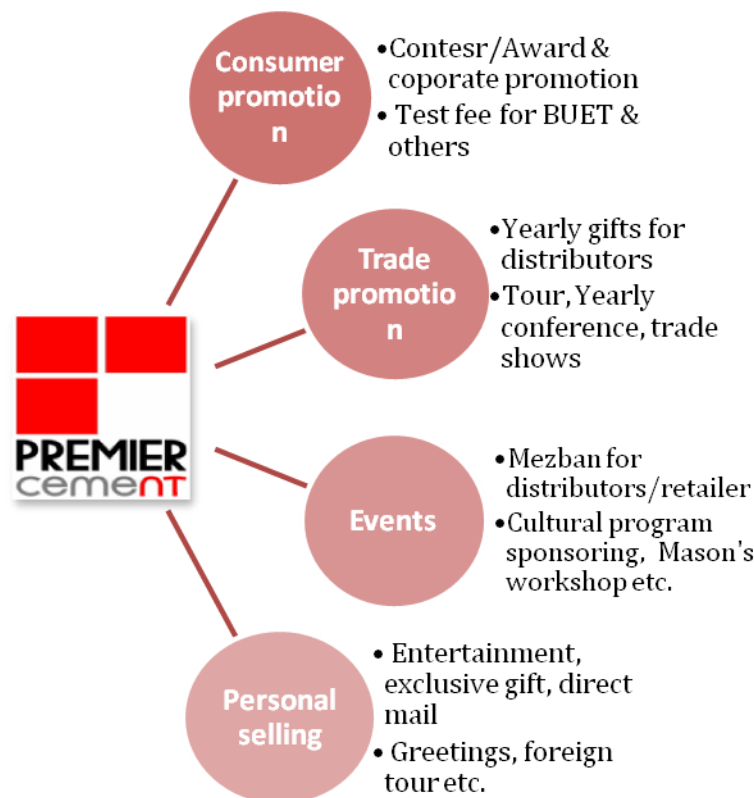 Consumer
promotio
n
•Contesr/Award &
coporate promotion
• Test fee for BUET &
others
Trade
promotio
n
•Yearly gifts for
distributors
•Tour, Yearly
conference, trade
shows
PREMIER
cement
Events
•Mezban for
distributors/retailer
•Cultural program
sponsoring, Mason's
workshop etc.
Personal
selling
• Entertainment,
exclusive gift, direct
mail
• Greetings, foreign
tour etc.